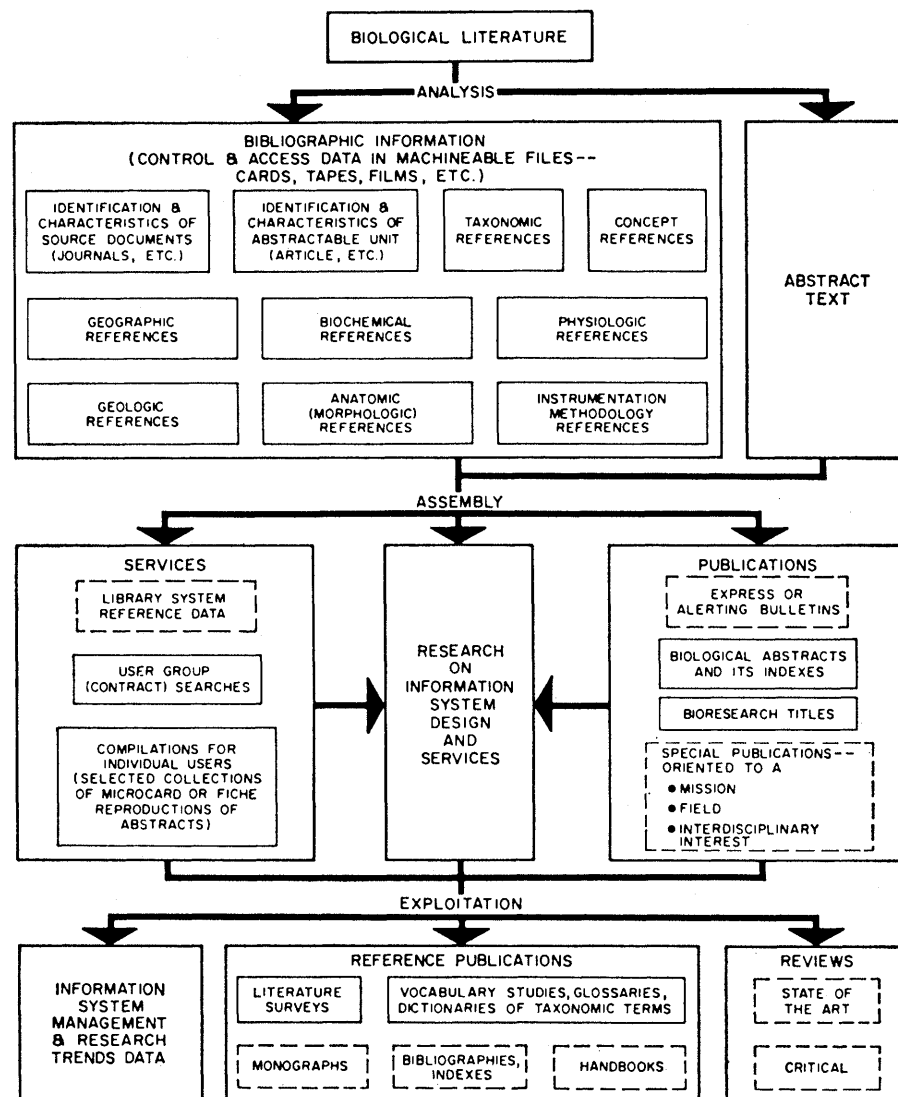 BIOLOGICAL LITERATURE
ANALYSIS
BIBLIOGRAPHIC INFORMATION
(CONTROL & ACCESS DATA IN MACHINEABLE FILES--
CARDS, TAPES, FILMS, ETC.)
IDENTIFICATION &
CHARACTERISTICS OF
SOURCE DOCUMENTS
(JOURNALS, ETC.)
IDENTIFICATION &
CHARACTERISTICS OF
ABSTRACTABLE UNIT
(ARTICLE, ETC.)
TAXONOMIC
REFERENCES
CONCEPT
REFERENCES
GEOGRAPHIC
REFERENCES
BIOCHEMICAL
REFERENCES
PHYSIOLOGIC
REFERENCES
GEOLOGIC
REFERENCES
ANATOMIC
(MORPHOLOGIC)
REFERENCES
INSTRUMENTATION
METHODOLOGY
REFERENCES
ABSTRACT
TEXT
ASSEMBLY
SERVICES
LIBRARY SYSTEM
REFERENCE DATA
USER GROUP
(CONTRACT) SEARCHES
COMPILATIONS FOR
INDIVIDUAL USERS
(SELECTED COLLECTIONS
OF MICROCARD OR FICHE
REPRODUCTIONS OF
ABSTRACTS)
RESEARCH
ON
INFORMATION
SYSTEM
DESIGN
AND
SERVICES
PUBLICATIONS
EXPRESS OR
ALERTING BULLETINS
BIOLOGICAL ABSTRACTS
AND ITS INDEXES
BIORESEARCH TITLES
SPECIAL PUBLICATIONS--
ORIENTED TO A
● MISSION
● FIELD
● INTERDISCIPLINARY
INTEREST
EXPLOITATION
INFORMATION
SYSTEM
MANAGEMENT
& RESEARCH
TRENDS DATA
REFERENCE PUBLICATIONS
LITERATURE
SURVEYS
VOCABULARY STUDIES, GLOSSARIES,
DICTIONARIES OF TAXONOMIC TERMS
MONOGRAPHS
BIBLIOGRAPHIES,
INDEXES
HANDBOOKS
REVIEWS
STATE OF
THE ART
CRITICAL